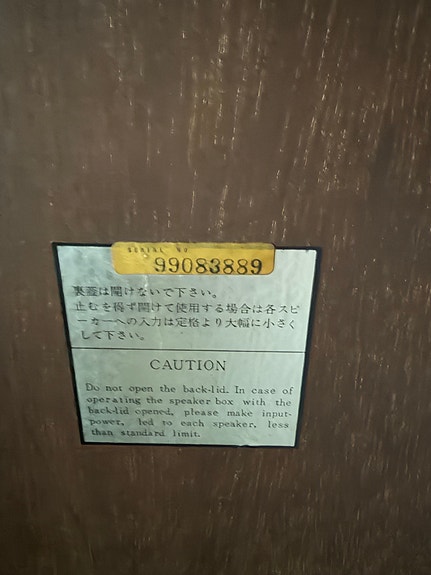 SERIAL NO
99083889
裏蓋は開けないで下さい。
止むを得ず開けて使用する場合は各スピ
ーカーへの入力は定格より大幅に小さく
して下さい。
CAUTION
Do not open the back-lid. In case of
operating the speaker box with the
back-lid opened, please make input-
power, led to each speaker, less
than standard limit.